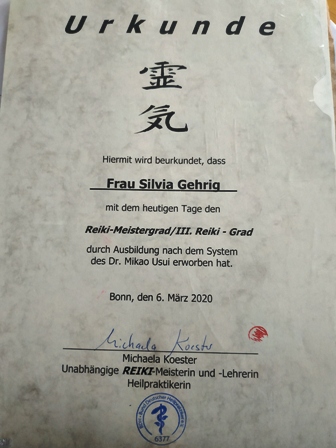 Urkunde
靈
気
Hiermit wird beurkundet, dass
Frau Silvia Gehrig
mit dem heutigen Tage den
Reiki-Meistergrad/III. Reiki - Grad
durch Ausbildung nach dem System
des Dr. Mikao Usui erworben hat.
Bonn, den 6. März 2020
Michaela Koester
Michaela Koester
Unabhängige REIKI-Meisterin und -Lehrerin
Heilpraktikerin
6377